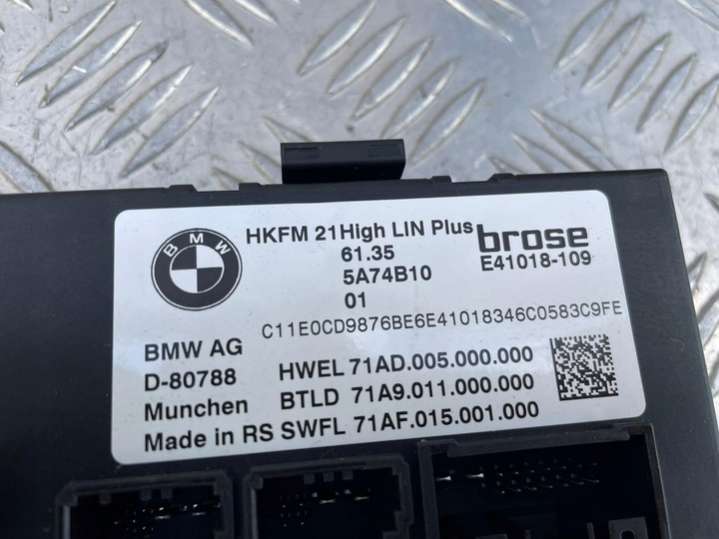 BMW
HKFM 21High LIN Plus
brose
61.35
E41018-109
5A74B10
01
C11E0CD9876BE6E41018346C0583C9FE
BMW AG
HWEL 71AD.005.000.000
D-80788
BTLD 71A9.011.000.000
Munchen
Made in RS SWFL 71AF.015.001.000